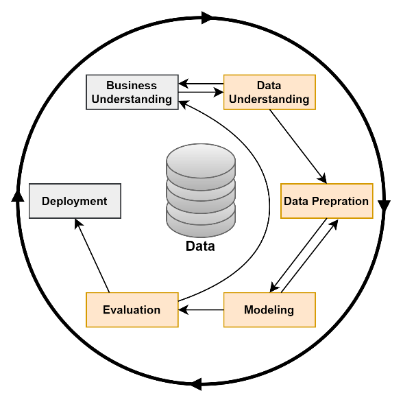 Business
Understanding
Data
Understanding
Deployment
Data Prepration
Data
Evaluation
Modeling